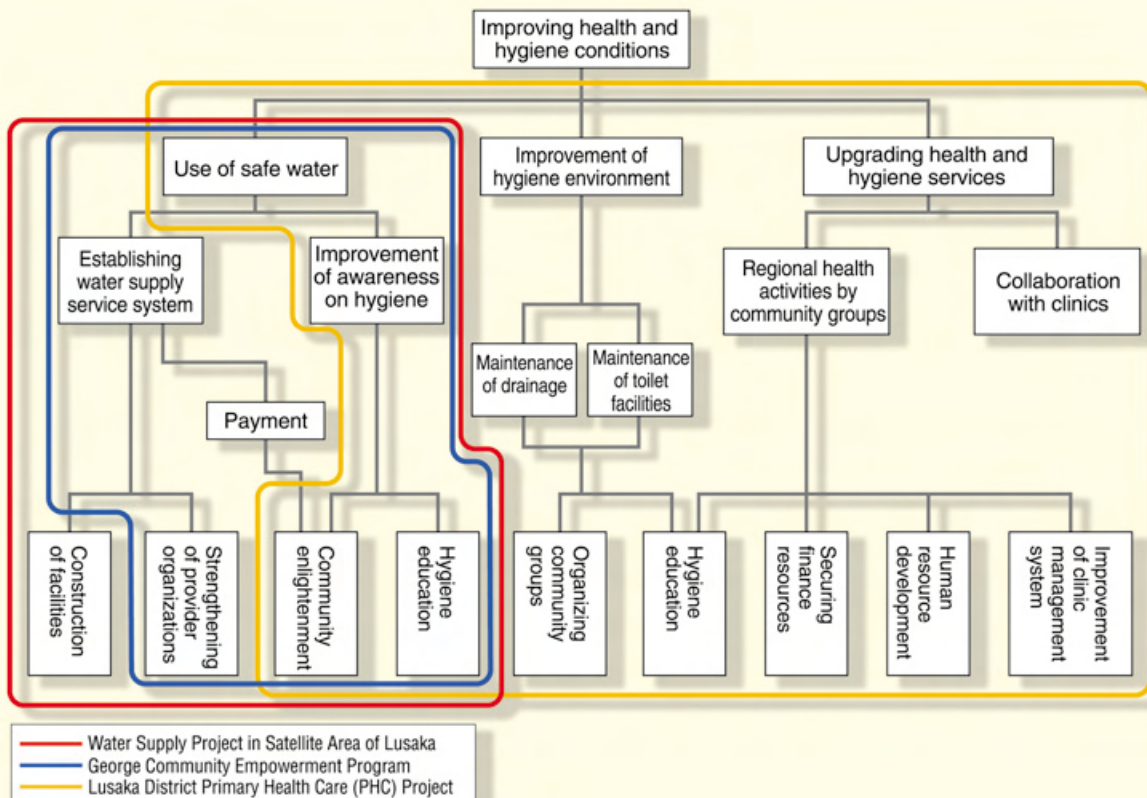 Improving health and
hygiene conditions
Use of safe water
Improvement of
hygiene environment
Upgrading health and
hygiene services
Establishing
water supply
service system
Improvement
of awareness
on hygiene
Regional health
activities by
community groups
Collaboration
with clinics
Maintenance
of drainage
Maintenance
of toilet
facilities
Payment
Construction
of facilities
Strengthening
of provider
organizations
Community
enlightenment
Hygiene
education
Organizing
community
groups
Hygiene
education
Securing
finance
resources
Human
resource
development
Improvement
of clinic
management
system
Water Supply Project in Satellite Area of Lusaka
George Community Empowerment Program
Lusaka District Primary Health Care (PHC) Project